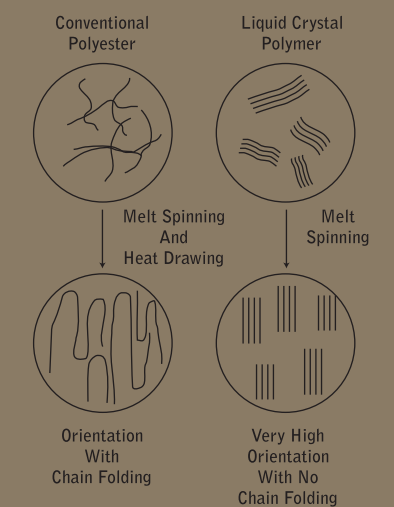 Conventional
Polyester
Liquid Crystal
Polymer
Melt Spinning
And
Heat Drawing
Melt
Spinning
Orientation
With
Chain Folding
Very High
Orientation
With No
Chain Folding